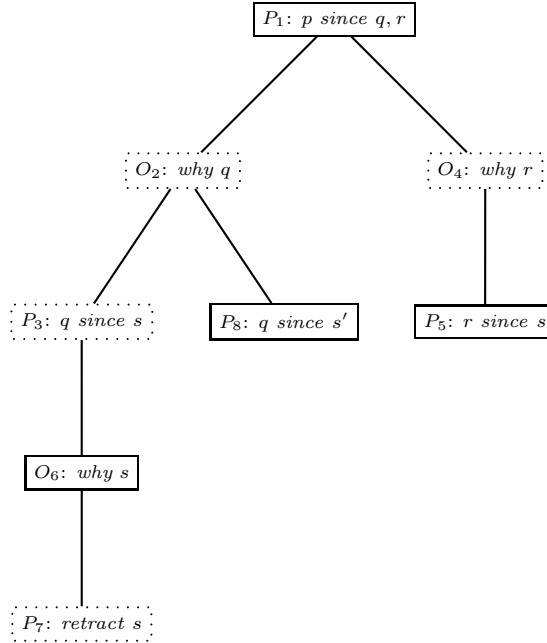 P₁: p since q, r
O₂: why q
O₄: why r
P₃: q since s
P₈: q since s′
P₅: r since s
O₆: why s
P₇: retract s